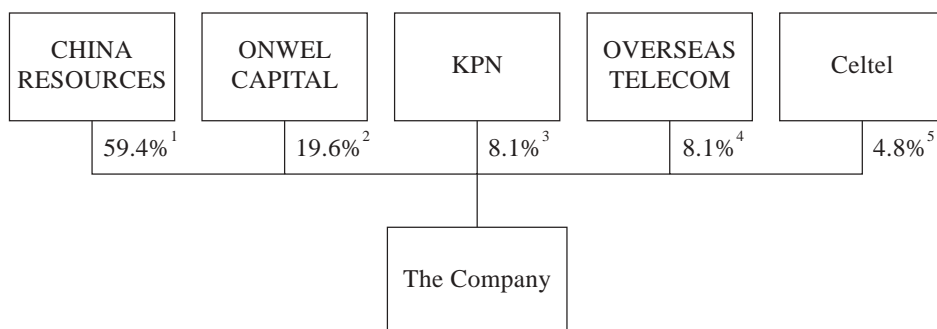 CHINA
RESOURCES
ONWEL
CAPITAL
KPN
OVERSEAS
TELECOM
Celtel
59.4%1
19.6%2
8.1%3
8.1%4
4.8%5
The Company